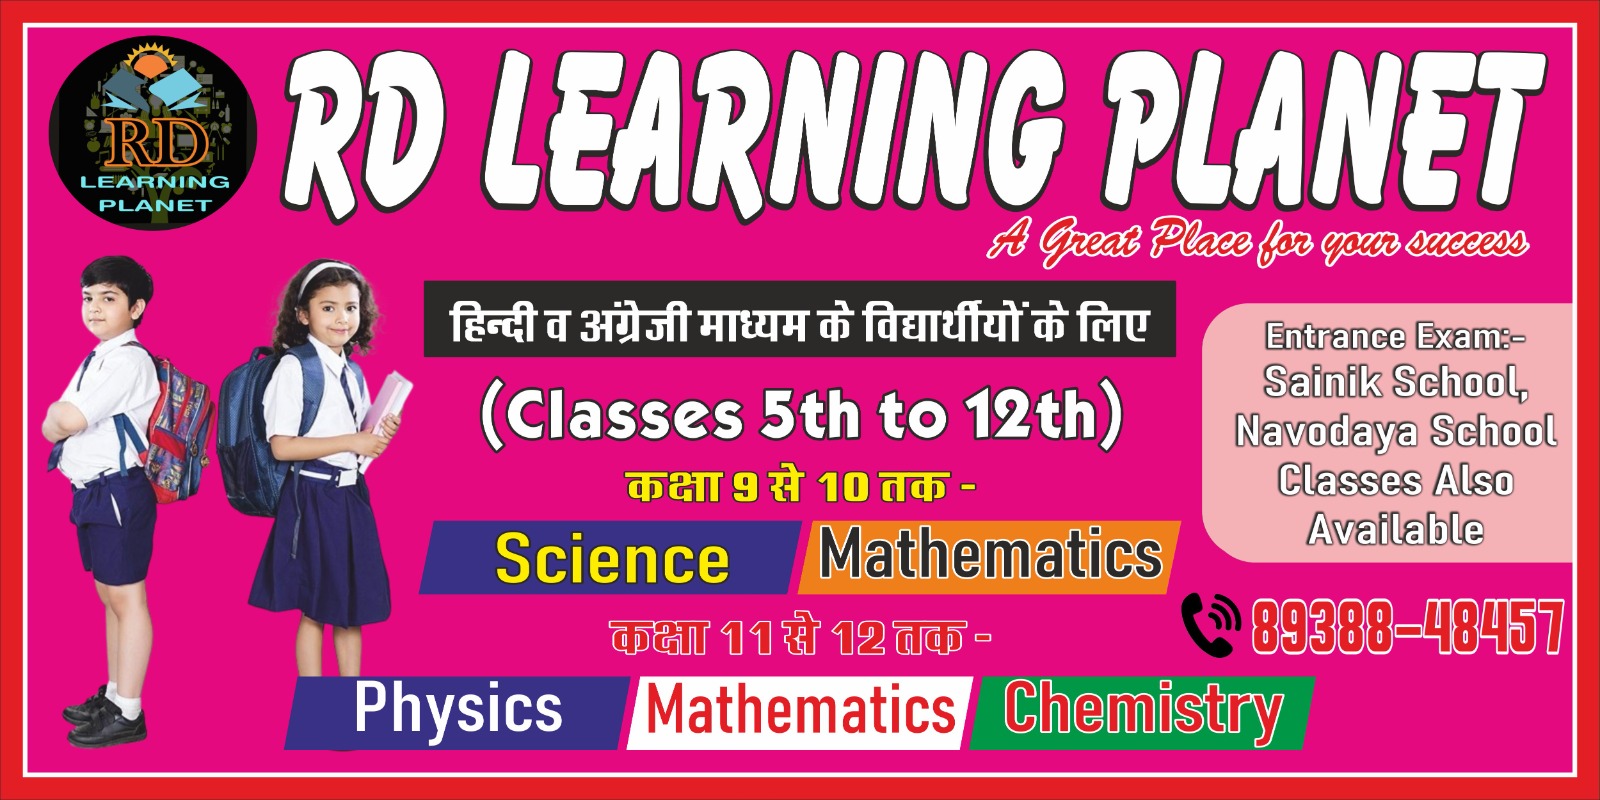 RD
LEARNING
PLANET
RD LEARNING PLANET
A Great Place for your success
हिन्दी व अंग्रेजी माध्यम के विद्यार्थीयों के लिए
(Classes 5th to 12th)
कक्षा 9 से 10 तक -
Science
Mathematics
कक्षा 11 से 12 तक -
Physics
Mathematics
Chemistry
Entrance Exam:-
Sainik School,
Navodaya School
Classes Also
Available
89388-48457